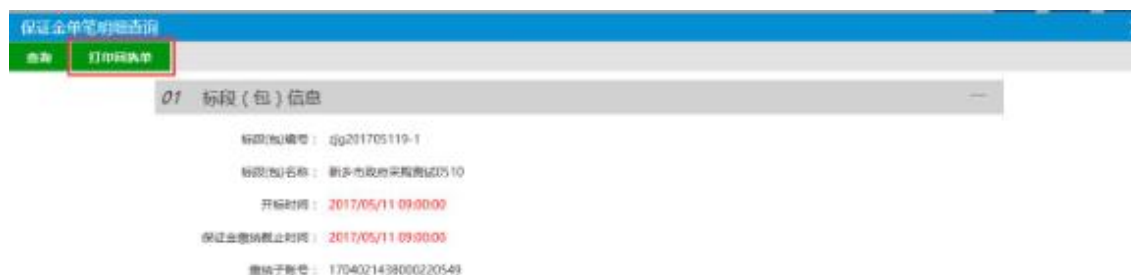 保证金单笔明细查询
查询 打印回执单
01 标段（包）信息
标段(包)编号： zjg201705119-1
标段(包)名称： 新乡市政府采购测试0510
开标时间： 2017/05/11 09:00:00
保证金缴纳截止时间： 2017/05/11 09:00:00
缴纳子账号： 1704021438000220549